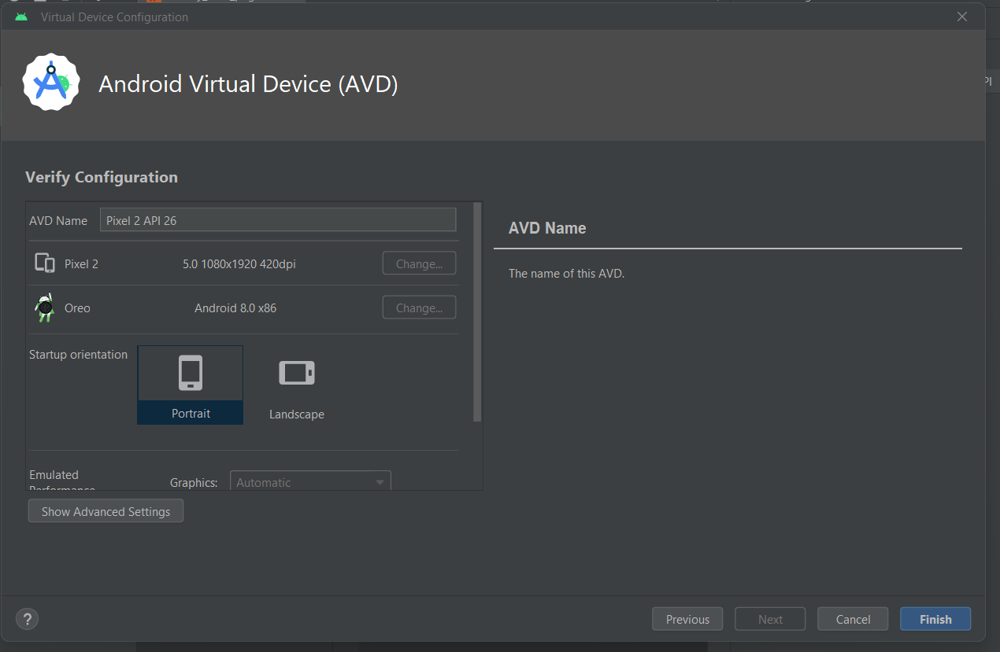 Virtual Device Configuration
Android Virtual Device (AVD)
Verify Configuration
AVD Name Pixel 2 API 26
Pixel 2 5.0 1080x1920 420dpi Change...
Oreo Android 8.0 x86 Change...
Startup orientation
Portrait
Landscape
Emulated
Performance
Graphics: Automatic
Show Advanced Settings
AVD Name
The name of this AVD.
?
Previous Next Cancel Finish